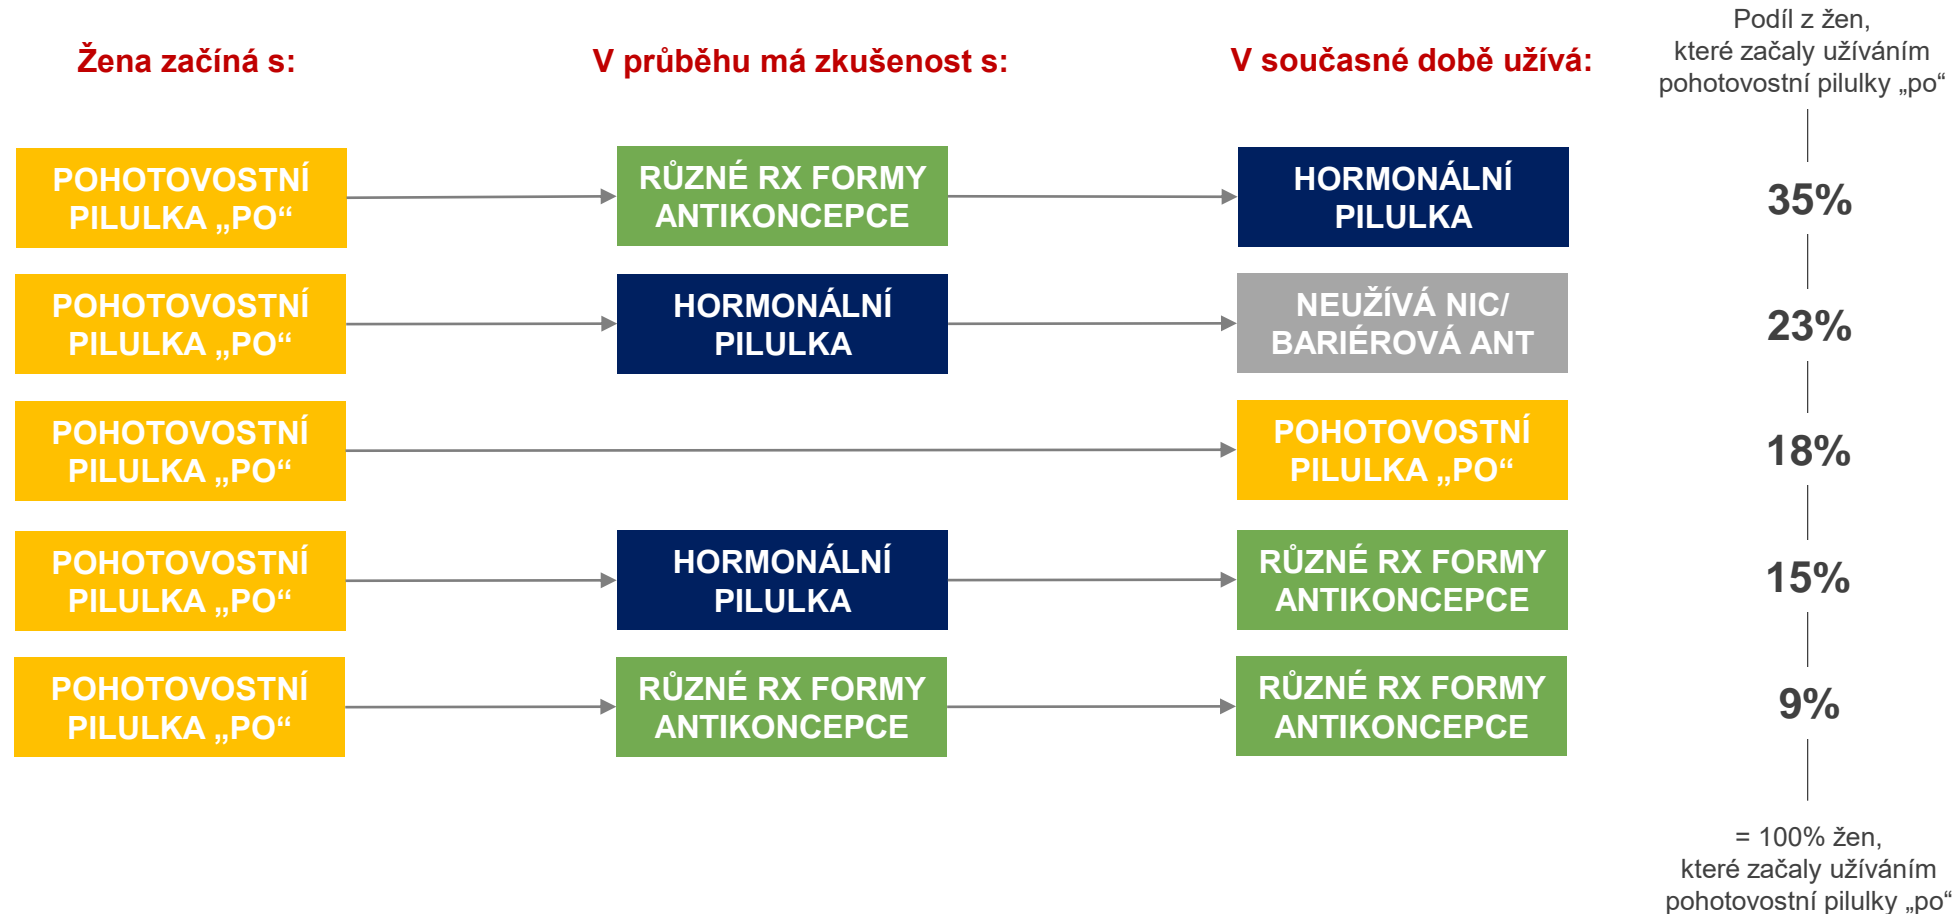 Žena začíná s:
V průběhu má zkušenost s:
V současné době užívá:
Podíl z žen,
které začaly užíváním
pohotovostní pilulky „po“
POHOTOVOSTNÍ
PILULKA „PO“
RŮZNÉ RX FORMY
ANTIKONCEPCE
HORMONÁLNÍ
PILULKA
35%
POHOTOVOSTNÍ
PILULKA „PO“
HORMONÁLNÍ
PILULKA
NEUŽÍVÁ NIC/
BARIÉROVÁ ANT
23%
POHOTOVOSTNÍ
PILULKA „PO“
POHOTOVOSTNÍ
PILULKA „PO“
18%
POHOTOVOSTNÍ
PILULKA „PO“
HORMONÁLNÍ
PILULKA
RŮZNÉ RX FORMY
ANTIKONCEPCE
15%
POHOTOVOSTNÍ
PILULKA „PO“
RŮZNÉ RX FORMY
ANTIKONCEPCE
RŮZNÉ RX FORMY
ANTIKONCEPCE
9%
= 100% žen,
které začaly užíváním
pohotovostní pilulky „po“